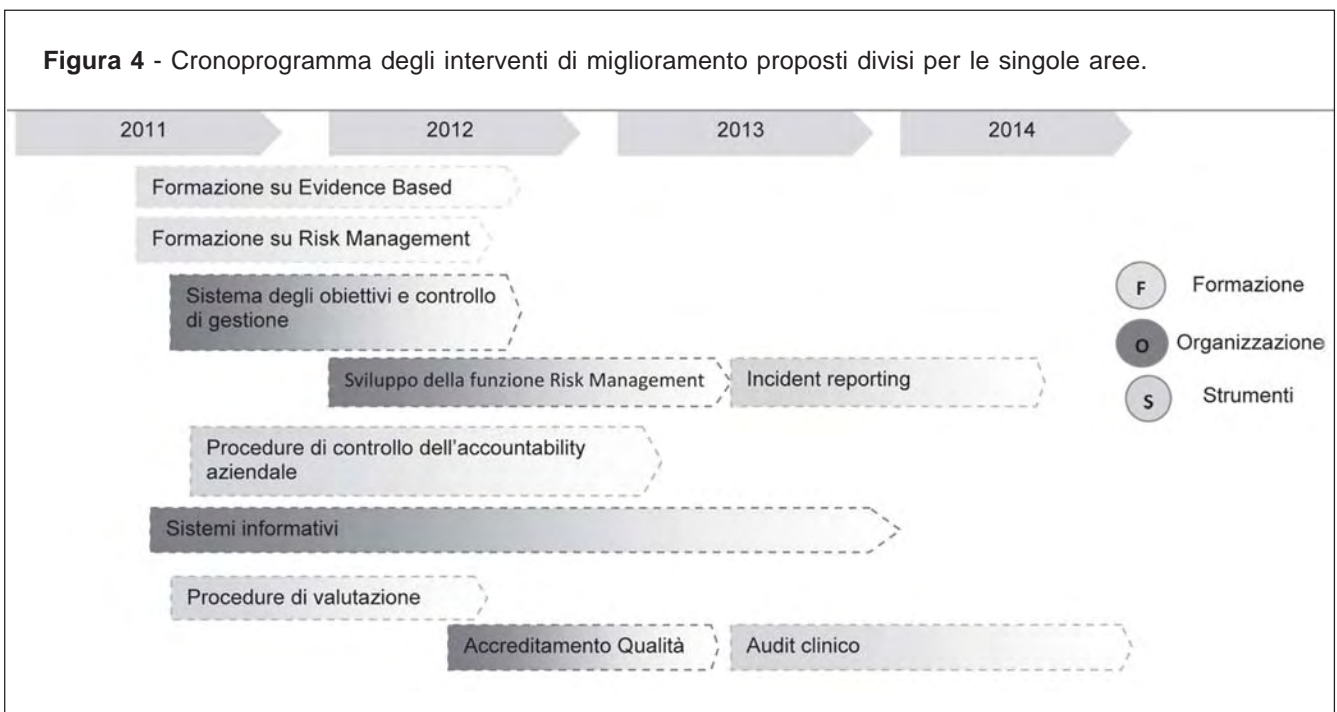 Figura 4 - Cronoprogramma degli interventi di miglioramento proposti divisi per le singole aree.
2011 2012 2013 2014
Formazione su Evidence Based
Formazione su Risk Management
Sistema degli obiettivi e controllo
di gestione
F Formazione
O Organizzazione
S Strumenti
Sviluppo della funzione Risk Management
Incident reporting
Procedure di controllo dell'accountability
aziendale
Sistemi informativi
Procedure di valutazione
Accreditamento Qualità
Audit clinico